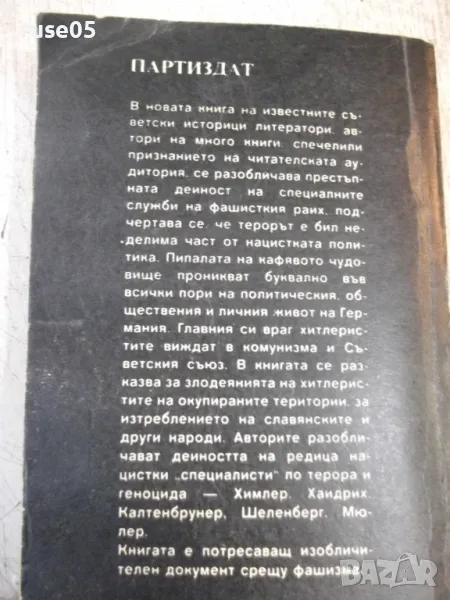 use05
ПАРТИЗДАТ
В новата книга на известните съ-
ветски историци литератори, ав-
тори на много книги, спечелили
признанието на читателската ау-
дитория, се разобличава престъп-
ната дейност на специалните
служби на фашисткия райх, под-
чертава се, че терорът е бил не-
делима част от нацистката поли-
тика. Пипалата на кафявото чудо-
вище проникват буквално във
всички пори на политическия, об-
ществения и личния живот на Гер-
мания. Главния си враг хитлерис-
тите виждат в комунизма и Съ-
ветския съюз. В книгата се раз-
казва за злодеянията на хитлерис-
тите на окупираните територии, за
изтреблението на славянските и
други народи. Авторите разобли-
чават дейността на редица на-
цистки „специалисти" по терора и
геноцида — Химлер, Хайдрих,
Калтенбрунер, Шеленберг, Мю-
лер.
Книгата е потресаващ изобличи-
телен документ срещу фашизма.
bazar.bg